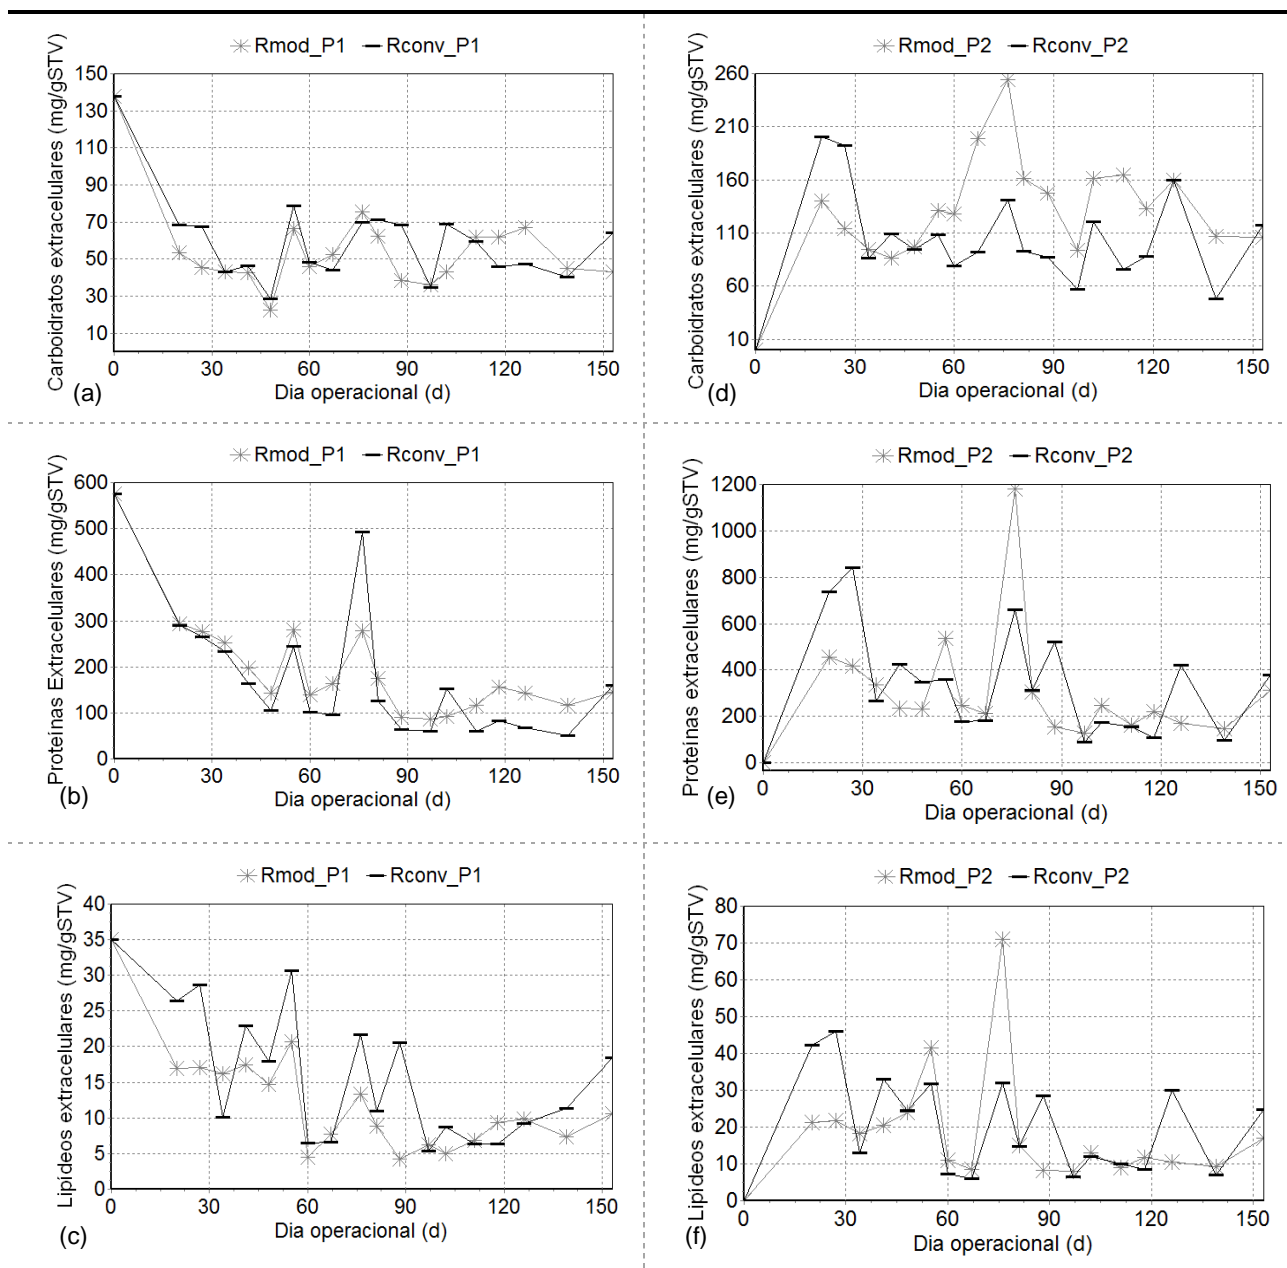 Rmod_P1 Rconv_P1
Carboidratos extracelulares (mg/gSTV)
150
130
110
90
70
50
30
10
0 30 60 90 120 150
Dia operacional (d)
(a)
Rmod_P2 Rconv_P2
Carboidratos extracelulares (mg/gSTV)
260
210
160
110
60
10
0 30 60 90 120 150
Dia operacional (d)
(d)
Rmod_P1 Rconv_P1
Proteínas Extracelulares (mg/gSTV)
600
500
400
300
200
100
0
0 30 60 90 120 150
Dia operacional (d)
(b)
Rmod_P2 Rconv_P2
Proteínas extracelulares (mg/gSTV)
1200
1000
800
600
400
200
0
0 30 60 90 120 150
Dia operacional (d)
(e)
Rmod_P1 Rconv_P1
Lipídeos extracelulares (mg/gSTV)
40
35
30
25
20
15
10
5
0
0 30 60 90 120 150
Dia operacional (d)
(c)
Rmod_P2 Rconv_P2
Lipídeos extracelulares (mg/gSTV)
80
70
60
50
40
30
20
10
0
0 30 60 90 120 150
Dia operacional (d)
(f)